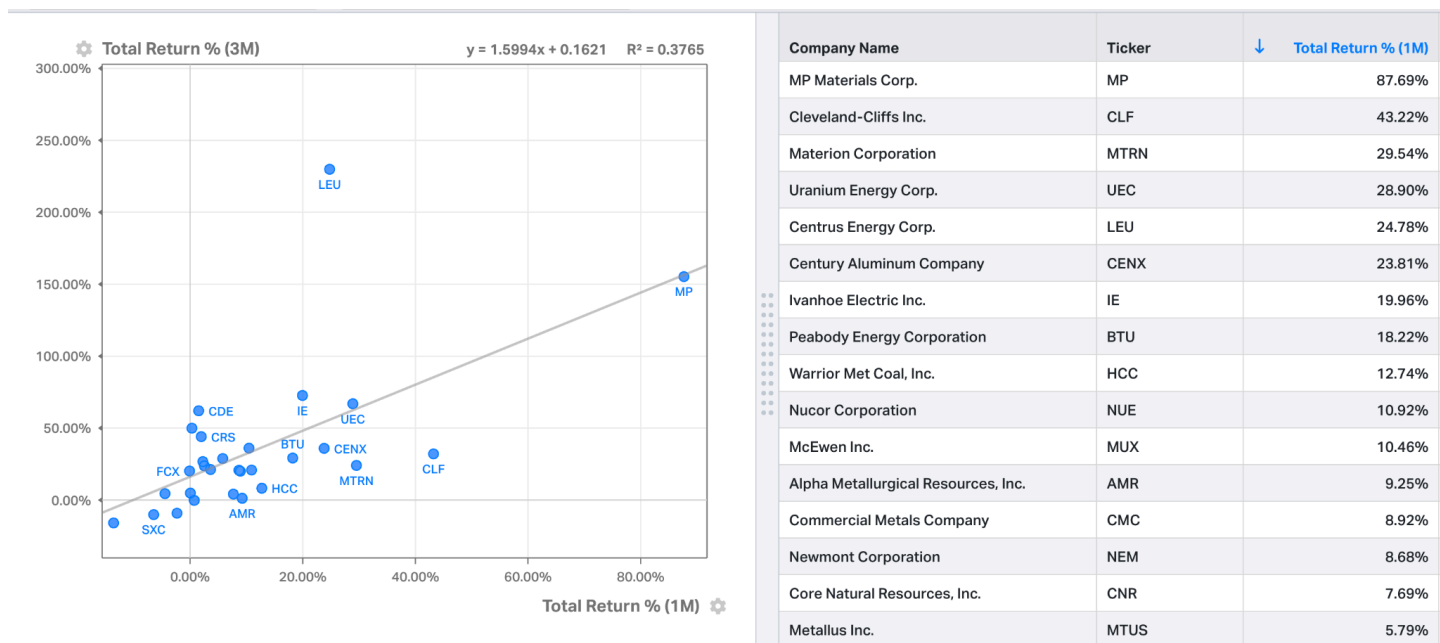 Total Return % (3M)
y = 1.5994x + 0.1621 R² = 0.3765
300.00%
250.00%
200.00%
150.00%
100.00%
50.00%
0.00%
LEU
MP
CDE
IE
UEC
CRS
BTU
CENX
FCX
CLF
MTRN
HCC
AMR
SXC
0.00% 20.00% 40.00% 60.00% 80.00%
Total Return % (1M)
Company Name Ticker ↓ Total Return % (1M)
MP Materials Corp. MP 87.69%
Cleveland-Cliffs Inc. CLF 43.22%
Materion Corporation MTRN 29.54%
Uranium Energy Corp. UEC 28.90%
Centrus Energy Corp. LEU 24.78%
Century Aluminum Company CENX 23.81%
Ivanhoe Electric Inc. IE 19.96%
Peabody Energy Corporation BTU 18.22%
Warrior Met Coal, Inc. HCC 12.74%
Nucor Corporation NUE 10.92%
McEwen Inc. MUX 10.46%
Alpha Metallurgical Resources, Inc. AMR 9.25%
Commercial Metals Company CMC 8.92%
Newmont Corporation NEM 8.68%
Core Natural Resources, Inc. CNR 7.69%
Metallus Inc. MTUS 5.79%